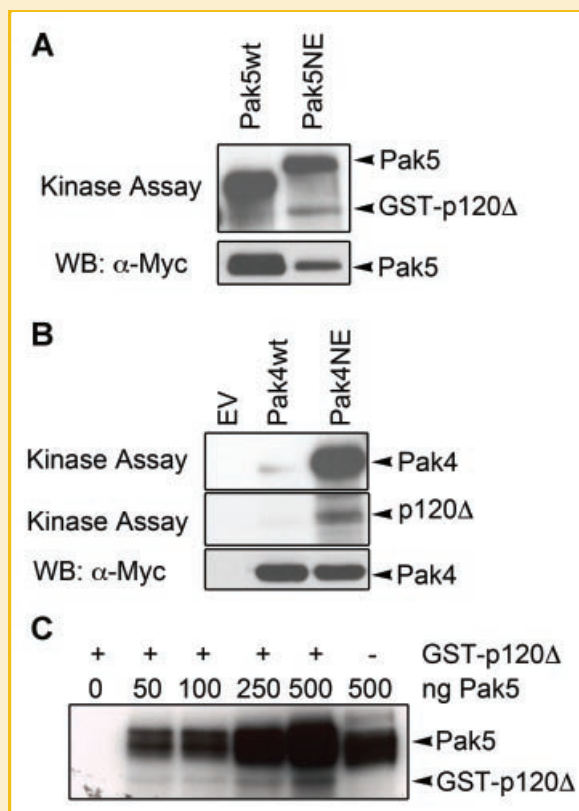 A
Pak5wt
Pak5NE
Kinase Assay
Pak5
GST-p120Δ
WB: α-Myc
Pak5
B
EV
Pak4wt
Pak4NE
Kinase Assay
Pak4
Kinase Assay
p120Δ
WB: α-Myc
Pak4
C
+ + + + + - GST-p120Δ
0 50 100 250 500 500 ng Pak5
Pak5
GST-p120Δ